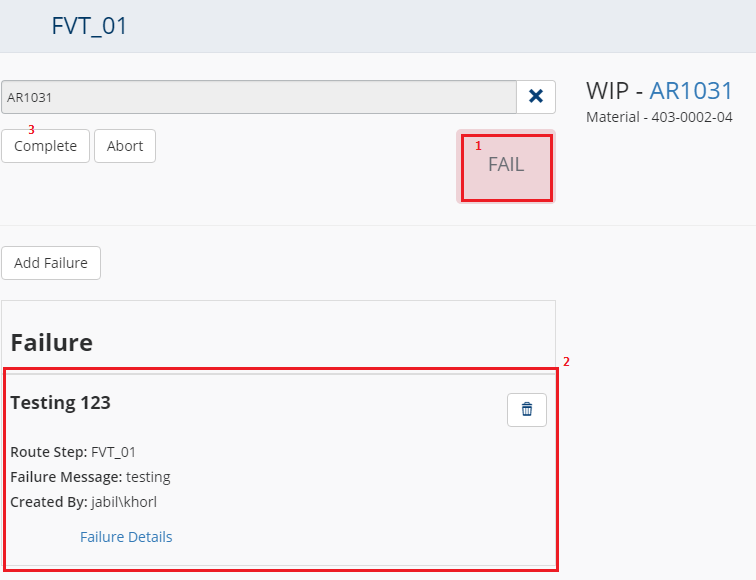 FVT_01
AR1031
WIP - AR1031
Material - 403-0002-04
3
Complete
Abort
1
FAIL
Add Failure
Failure
2
Testing 123
Route Step: FVT_01
Failure Message: testing
Created By: jabil\khorl
Failure Details